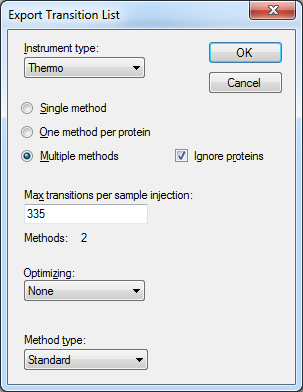 Export Transition List
Instrument type:
Thermo
OK
Cancel
Single method
One method per protein
Multiple methods
Ignore proteins
Max transitions per sample injection:
335
Methods: 2
Optimizing:
None
Method type:
Standard